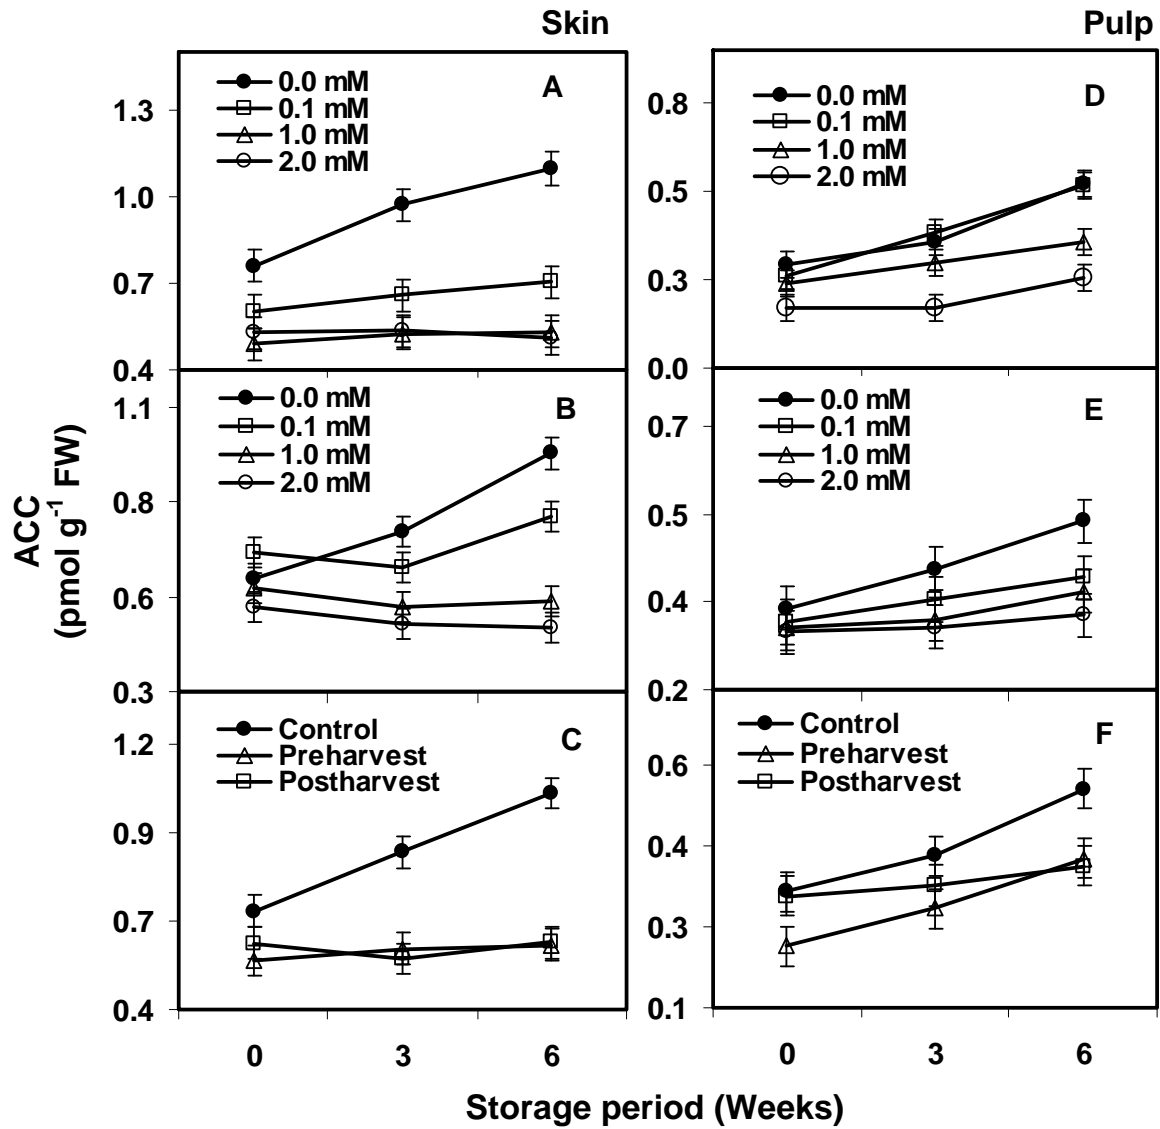 Skin
Pulp
A
0.0 mM
0.1 mM
1.0 mM
2.0 mM
1.3
1.0
0.7
0.4
D
0.0 mM
0.1 mM
1.0 mM
2.0 mM
0.8
0.5
0.3
0.0
B
0.0 mM
0.1 mM
1.0 mM
2.0 mM
1.1
0.8
0.6
0.3
E
0.0 mM
0.1 mM
1.0 mM
2.0 mM
0.7
0.5
0.4
0.2
ACC
(pmol g⁻¹ FW)
C
Control
Preharvest
Postharvest
1.2
0.9
0.7
0.4
F
Control
Preharvest
Postharvest
0.6
0.4
0.3
0.1
0 3 6
0 3 6
Storage period (Weeks)